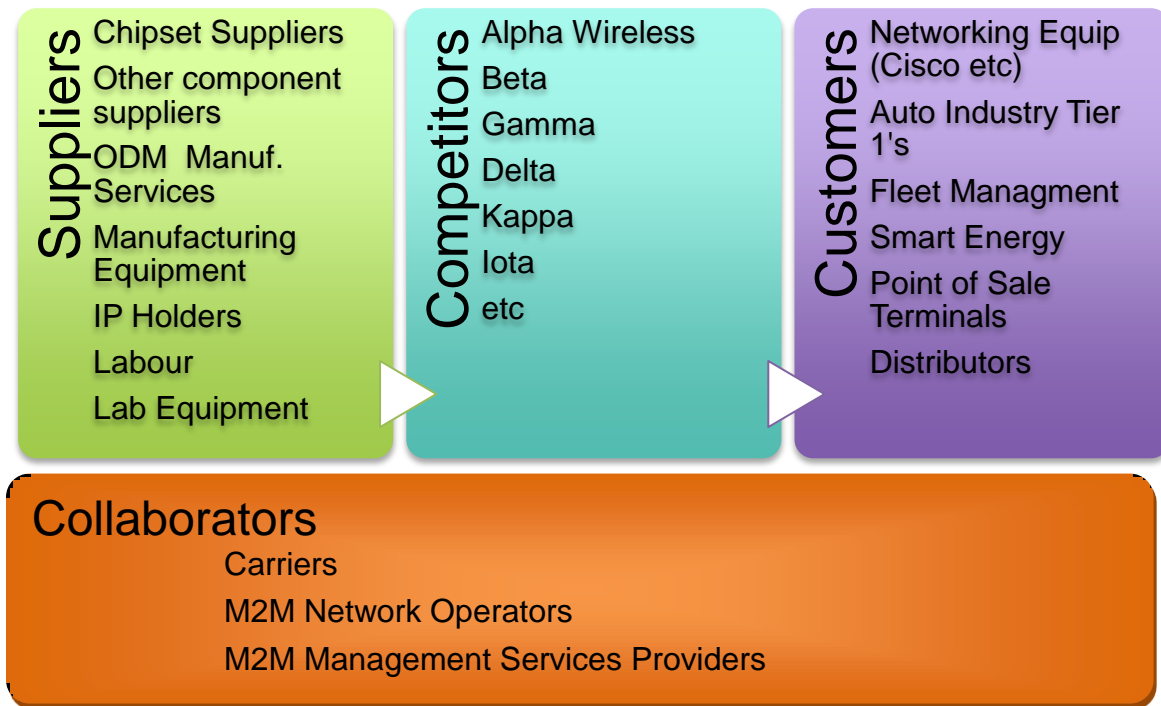 Suppliers
Chipset Suppliers
Other component
suppliers
ODM  Manuf.
Services
Manufacturing
Equipment
IP Holders
Labour
Lab Equipment
Competitors
Alpha Wireless
Beta
Gamma
Delta
Kappa
Iota
etc
Customers
Networking Equip
(Cisco etc)
Auto Industry Tier
1's
Fleet Managment
Smart Energy
Point of Sale
Terminals
Distributors
Collaborators
Carriers
M2M Network Operators
M2M Management Services Providers